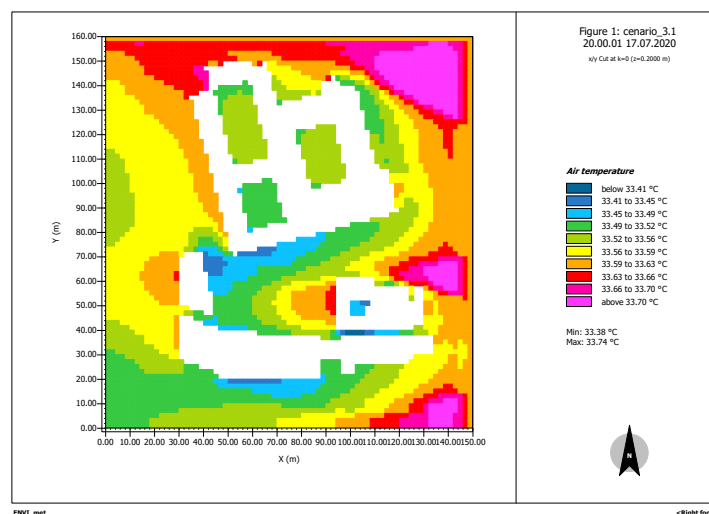 Figure 1: cenario_3.1
20.00.01 17.07.2020
x/y Cut at k=0 (z=0.2000 m)
160.00
150.00
140.00
130.00
120.00
110.00
100.00
90.00
80.00
70.00
60.00
50.00
40.00
30.00
20.00
10.00
0.00
Y (m)
0.00 10.00 20.00 30.00 40.00 50.00 60.00 70.00 80.00 90.00 100.00 110.00 120.00 130.00 140.00 150.00
X (m)
Air temperature
below 33.41 °C
33.41 to 33.45 °C
33.45 to 33.49 °C
33.49 to 33.52 °C
33.52 to 33.56 °C
33.56 to 33.59 °C
33.59 to 33.63 °C
33.63 to 33.66 °C
33.66 to 33.70 °C
above 33.70 °C
Min: 33.38 °C
Max: 33.74 °C
N
ENVI_met
<Right foo